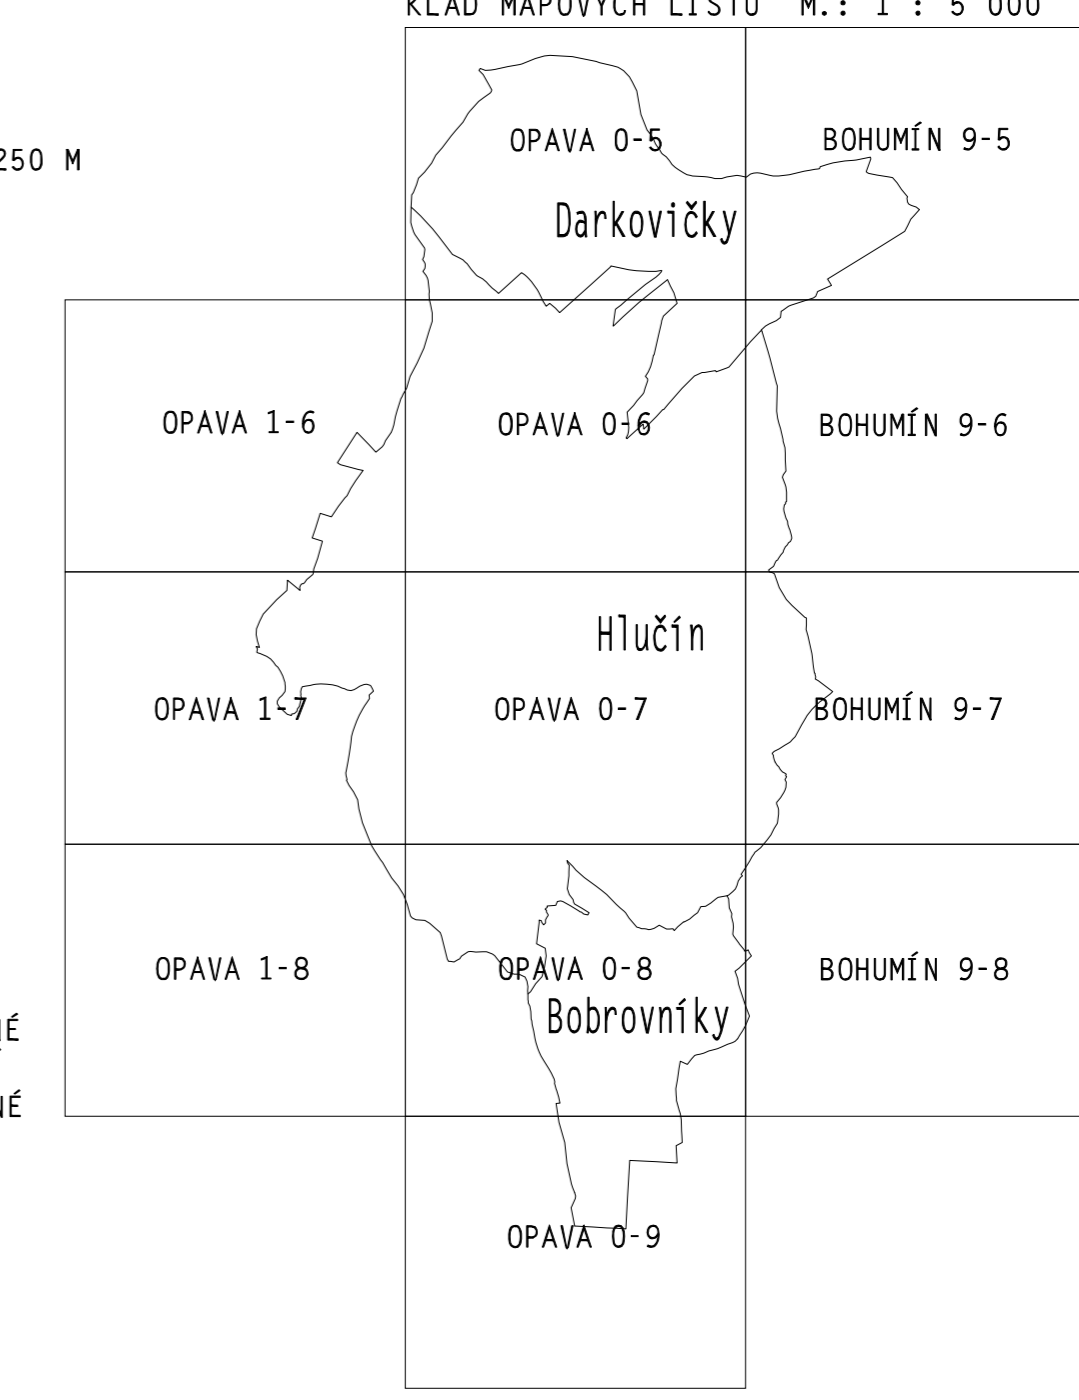 KLAD MAPOVÝCH LISTŮ M.: 1 : 5 000
OPAVA 0-5
BOHUMÍN 9-5
250 M
Darkovičky
OPAVA 1-6
OPAVA 0-6
BOHUMÍN 9-6
Hlučín
OPAVA 1-7
OPAVA 0-7
BOHUMÍN 9-7
OPAVA 1-8
OPAVA 0-8
BOHUMÍN 9-8
Bobrovníky
NÉ
NÉ
OPAVA 0-9